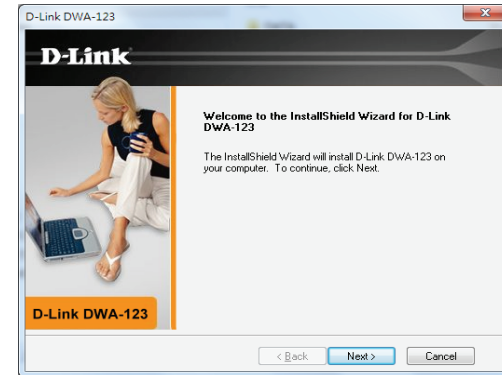 D-Link DWA-123
D-Link
Welcome to the InstallShield Wizard for D-Link
DWA-123
The InstallShield Wizard will install D-Link DWA-123 on
your computer. To continue, click Next.
D-Link DWA-123
< Back
Next >
Cancel